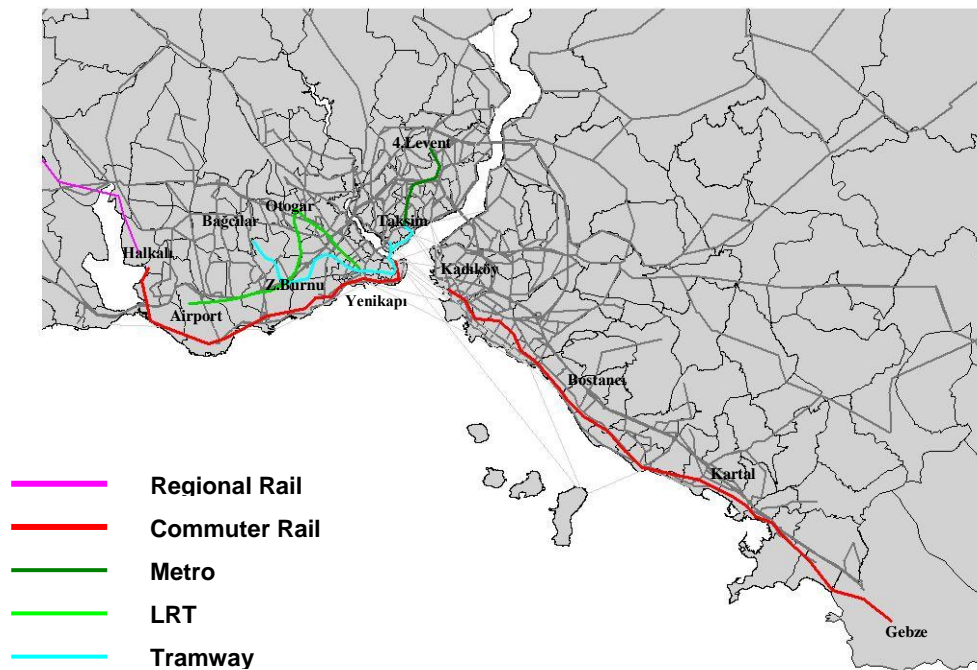 4.Levent
Otogar
Bağcılar
Taksim
Halkalı
Kadıköy
Z.Burnu
Yenikapı
Airport
Bostancı
Kartal
Gebze
Regional Rail
Commuter Rail
Metro
LRT
Tramway